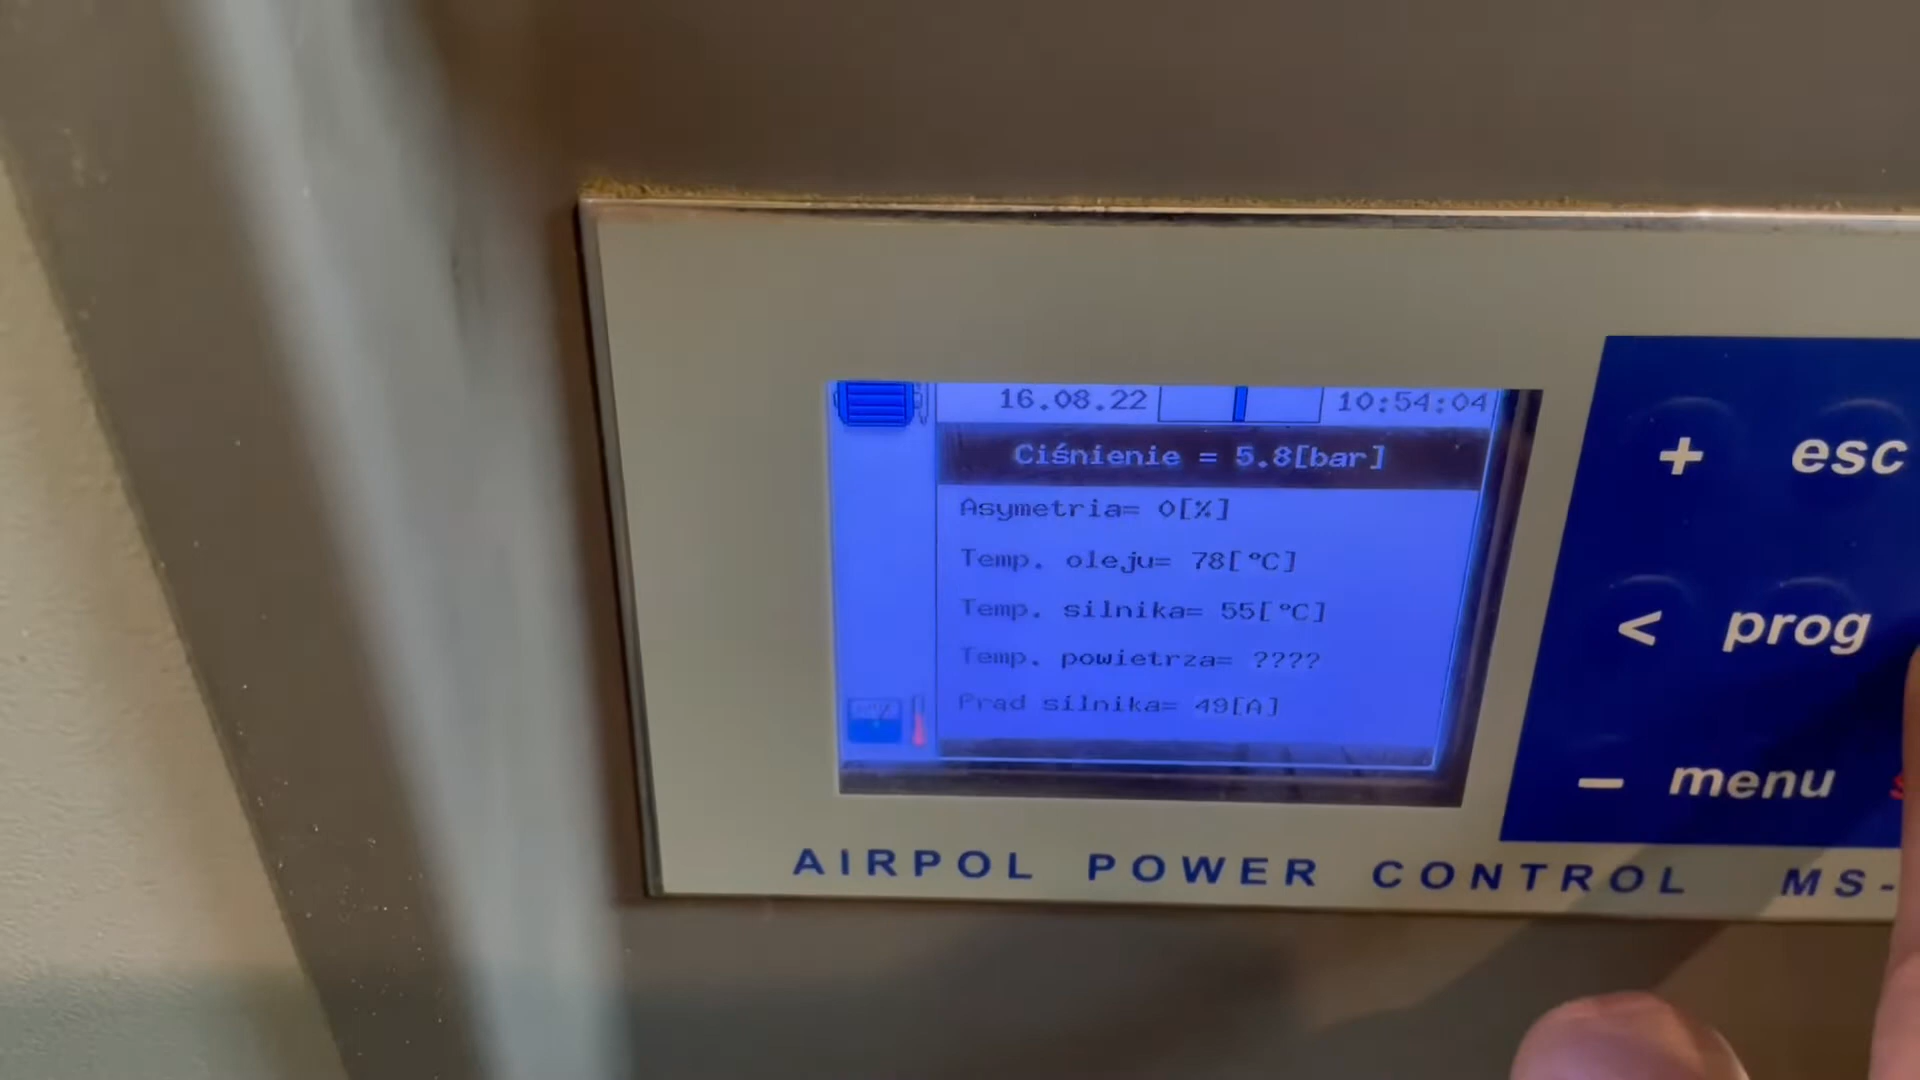 16.08.22 10:54:04
Ciśnienie = 5.8[bar]
Asymetria= 0[%]
Temp. oleju= 78[°C]
Temp. silnika= 55[°C]
Temp. powietrza= ????
Prąd silnika= 49[A]
+ esc
< prog
- menu
AIRPOL POWER CONTROL MS-